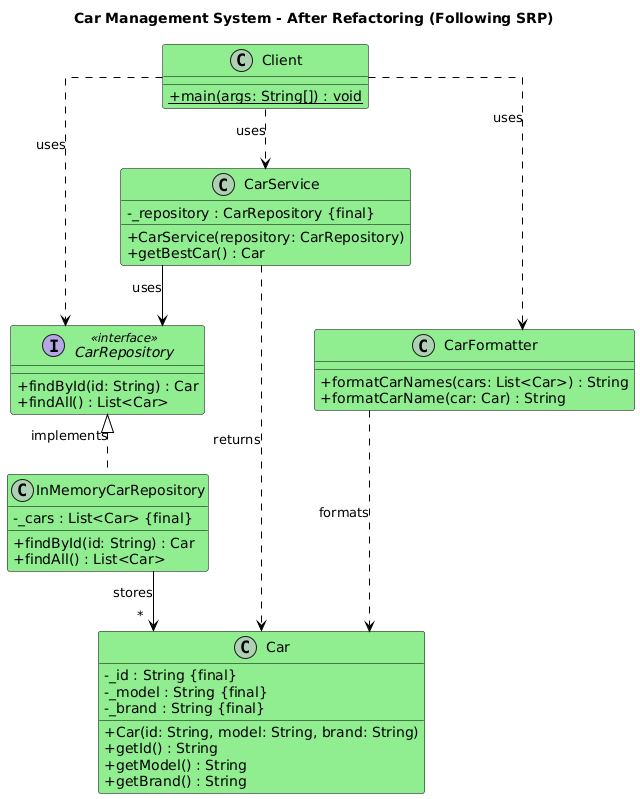 Car Management System - After Refactoring (Following SRP)
C Client
+main(args: String[]) : void
uses
uses
uses
C CarService
-_repository : CarRepository {final}
+CarService(repository: CarRepository)
+getBestCar() : Car
uses
I «interface»
CarRepository
+findById(id: String) : Car
+findAll() : List<Car>
C CarFormatter
+formatCarNames(cars: List<Car>) : String
+formatCarName(car: Car) : String
implements
returns
C InMemoryCarRepository
-_cars : List<Car> {final}
+findById(id: String) : Car
+findAll() : List<Car>
formats
stores
*
C Car
-_id : String {final}
-_model : String {final}
-_brand : String {final}
+Car(id: String, model: String, brand: String)
+getId() : String
+getModel() : String
+getBrand() : String